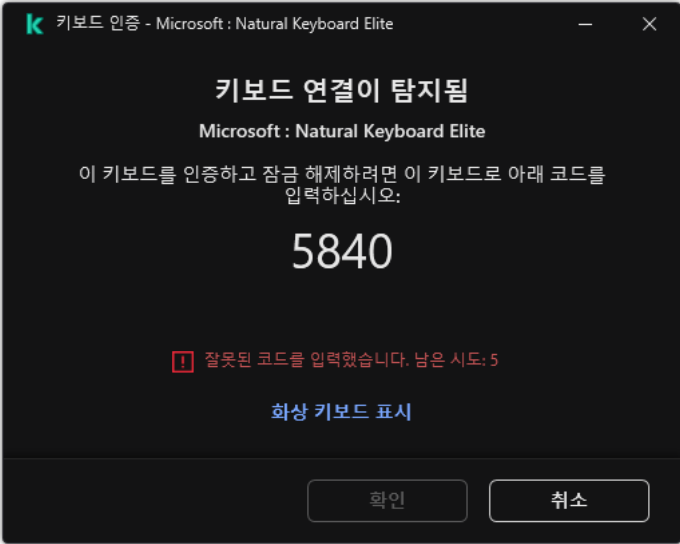 키보드 인증 - Microsoft : Natural Keyboard Elite
키보드 연결이 탐지됨
Microsoft : Natural Keyboard Elite
이 키보드를 인증하고 잠금 해제하려면 이 키보드로 아래 코드를
입력하십시오:
5840
잘못된 코드를 입력했습니다. 남은 시도: 5
화상 키보드 표시
확인
취소